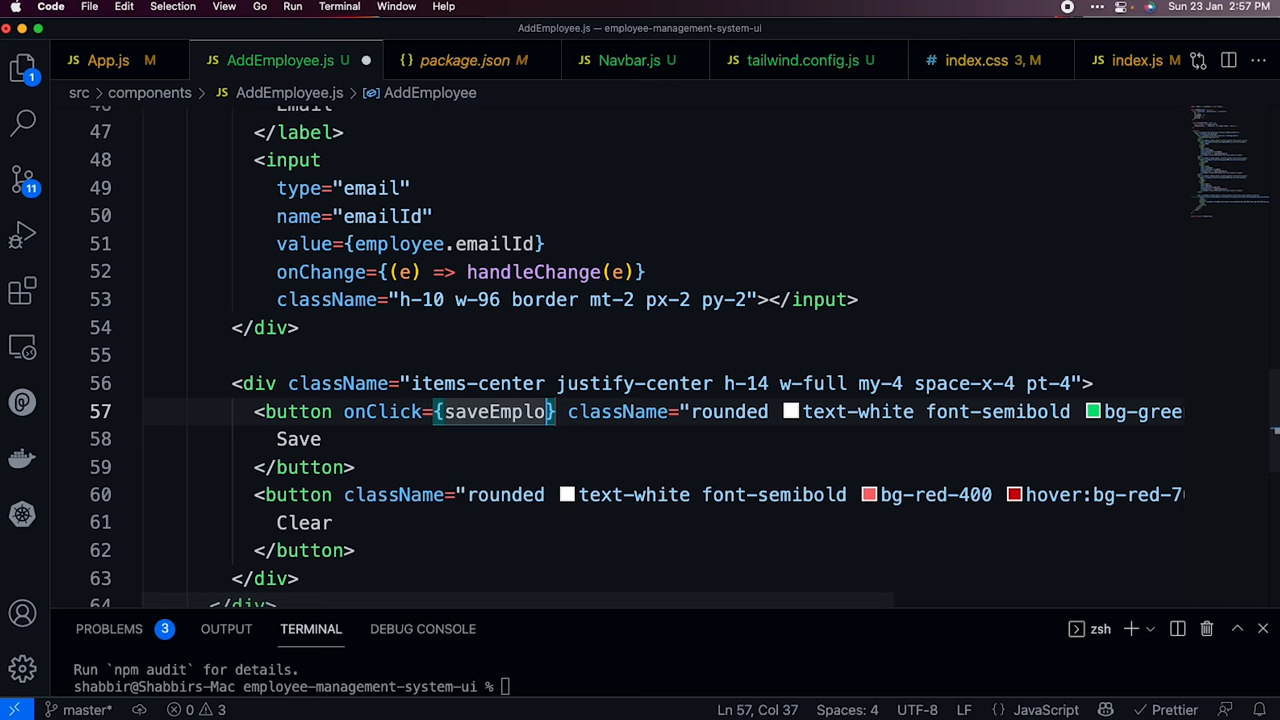 Code File Edit Selection View Go Run Terminal Window Help Sun 23 Jan 2:57 PM
AddEmployee.js — employee-management-system-ui
JS App.js M JS AddEmployee.js U {} package.json M JS Navbar.js U JS tailwind.config.js U # index.css 3, M JS index.js M
1
src > components > JS AddEmployee.js > AddEmployee
46 Email
47 </label>
48 <input
49 type="email"
50 name="emailId"
51 value={employee.emailId}
52 onChange={(e) => handleChange(e)}
53 className="h-10 w-96 border mt-2 px-2 py-2"></input>
54 </div>
55
56 <div className="items-center justify-center h-14 w-full my-4 space-x-4 pt-4">
57 <button onClick={saveEmplo} className="rounded text-white font-semibold bg-gree
58 Save
59 </button>
60 <button className="rounded text-white font-semibold bg-red-400 hover:bg-red-7
61 Clear
62 </button>
63 </div>
64 </div>
11
PROBLEMS 3 OUTPUT TERMINAL DEBUG CONSOLE zsh
Run `npm audit` for details.
shabbir@Shabbirs-Mac employee-management-system-ui %
master* 0 3 Ln 57, Col 37 Spaces: 4 UTF-8 LF {} JavaScript Prettier